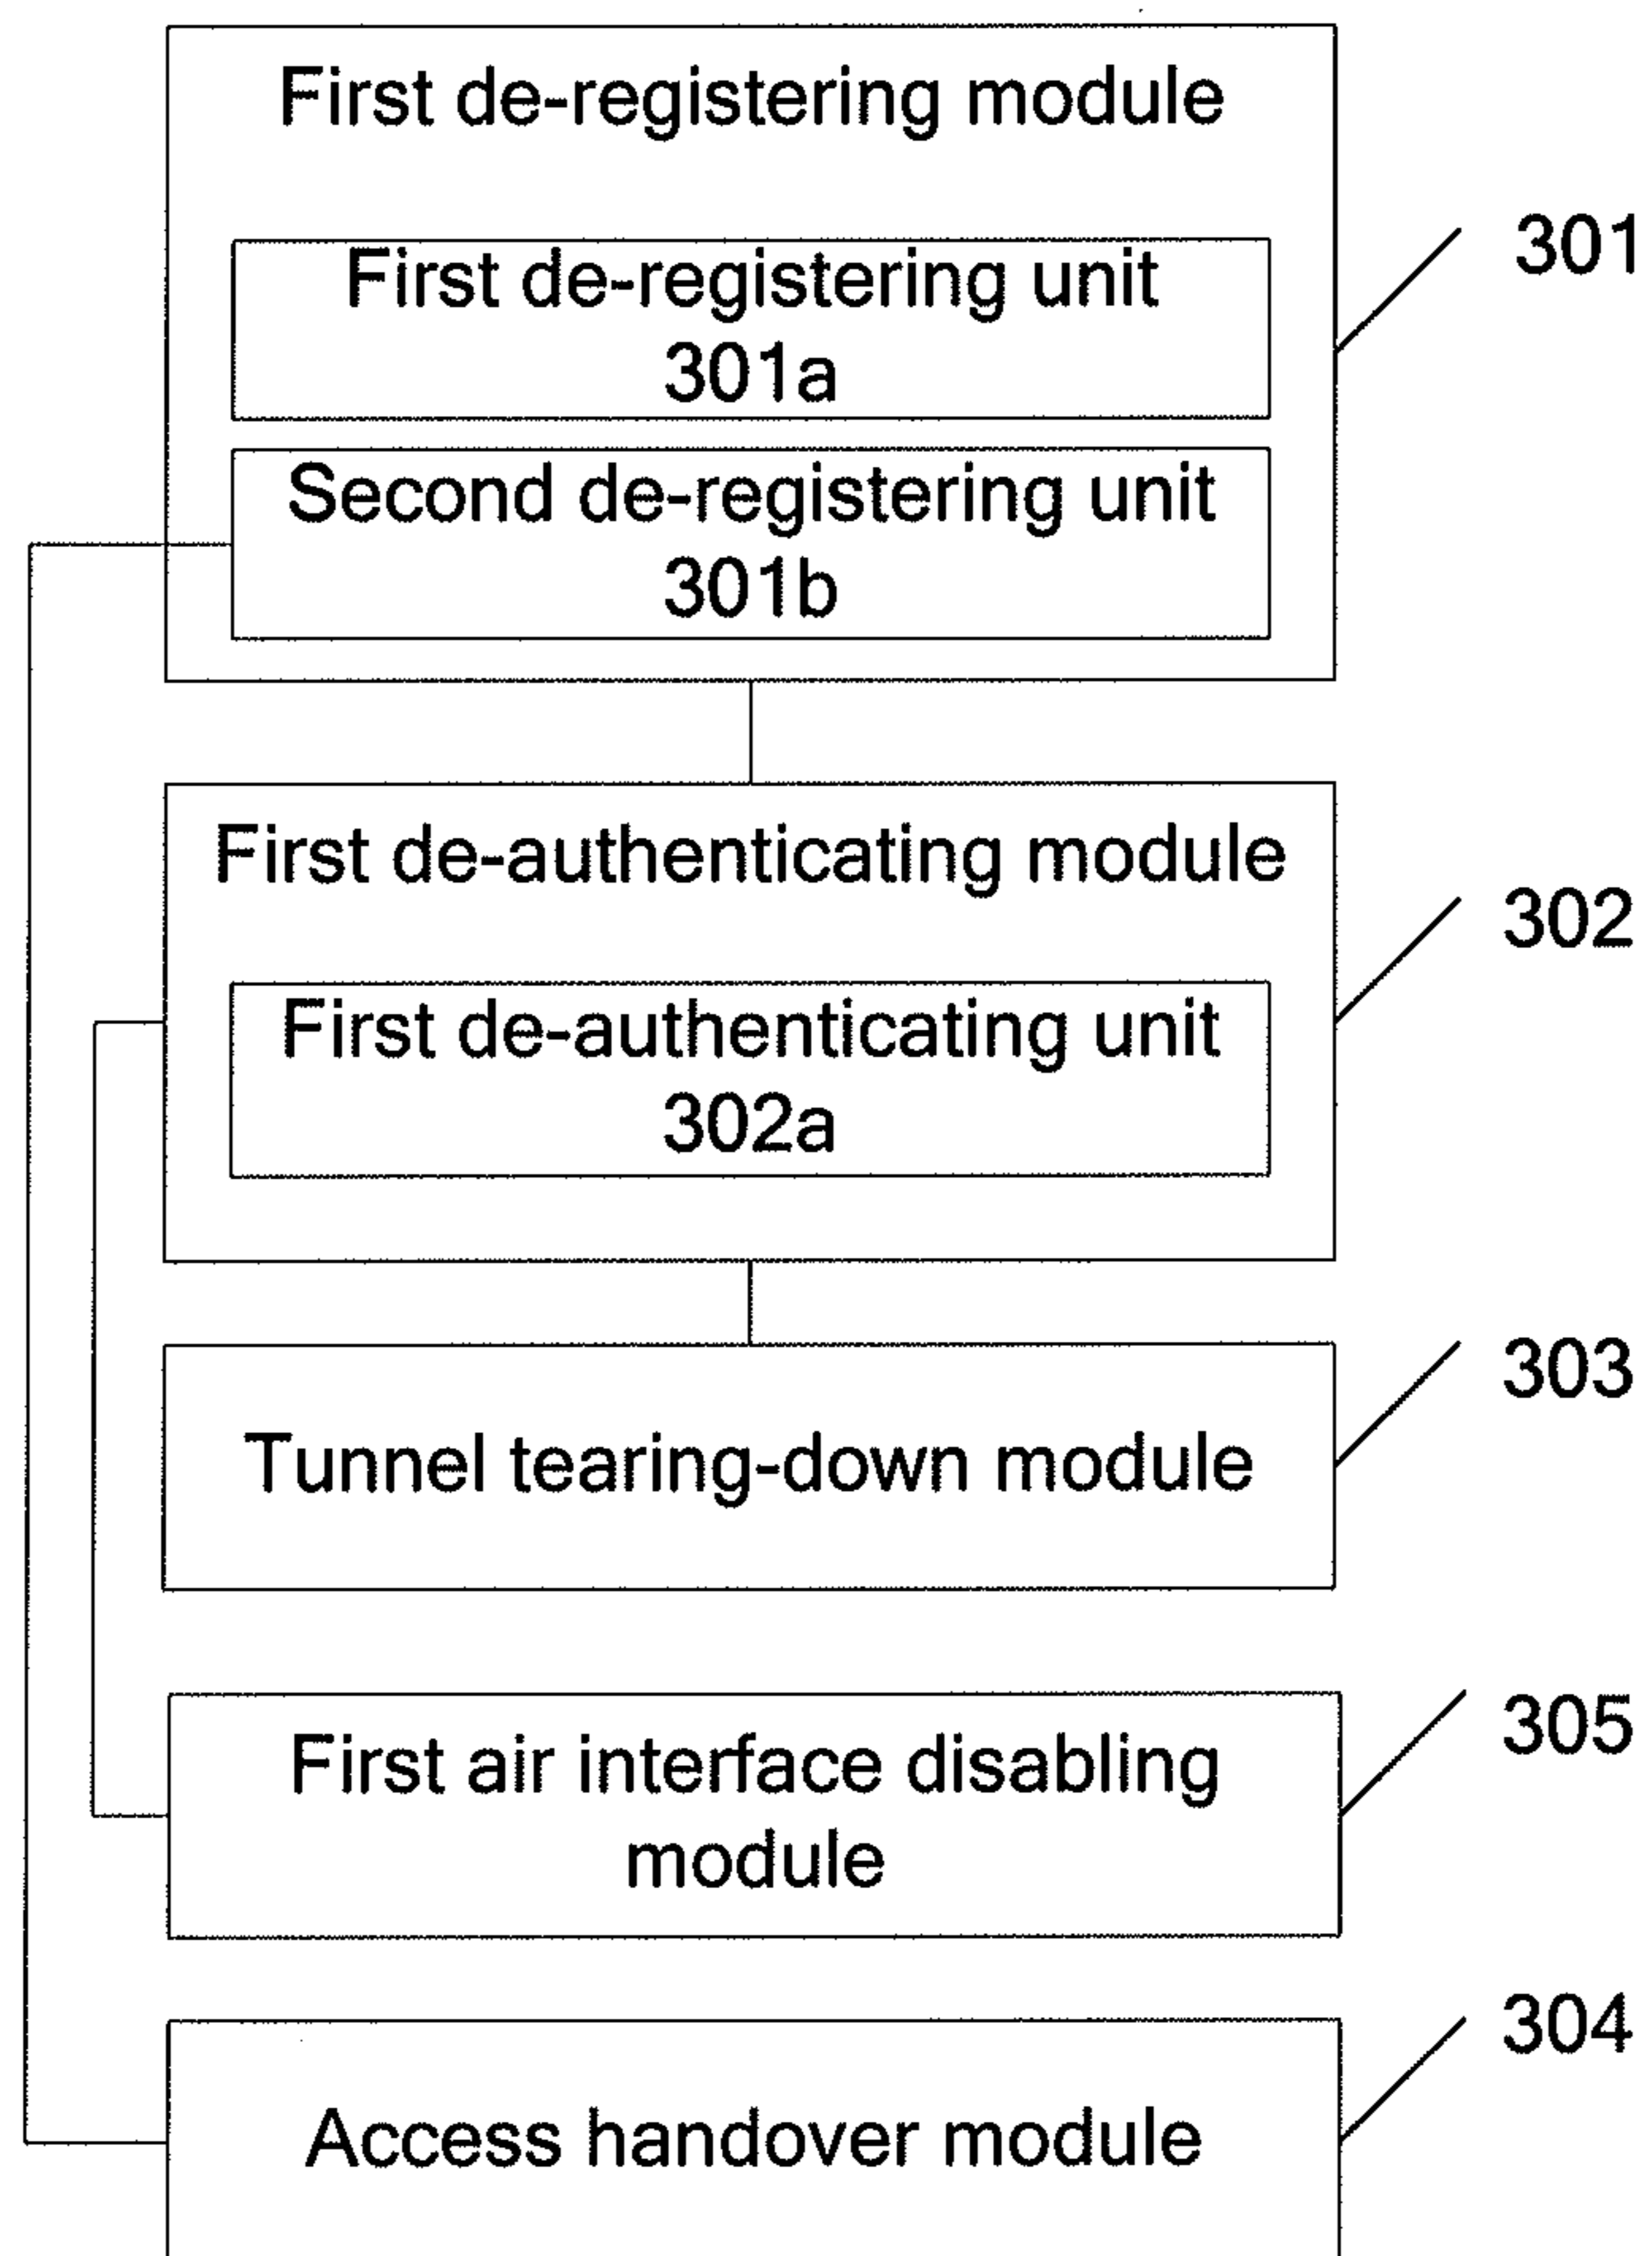 First de-registering module
301
First de-registering unit
301a
Second de-registering unit
301b
First de-authenticating module
302
First de-authenticating unit
302a
303
Tunnel tearing-down module
305
First air interface disabling
module
304
Access handover module